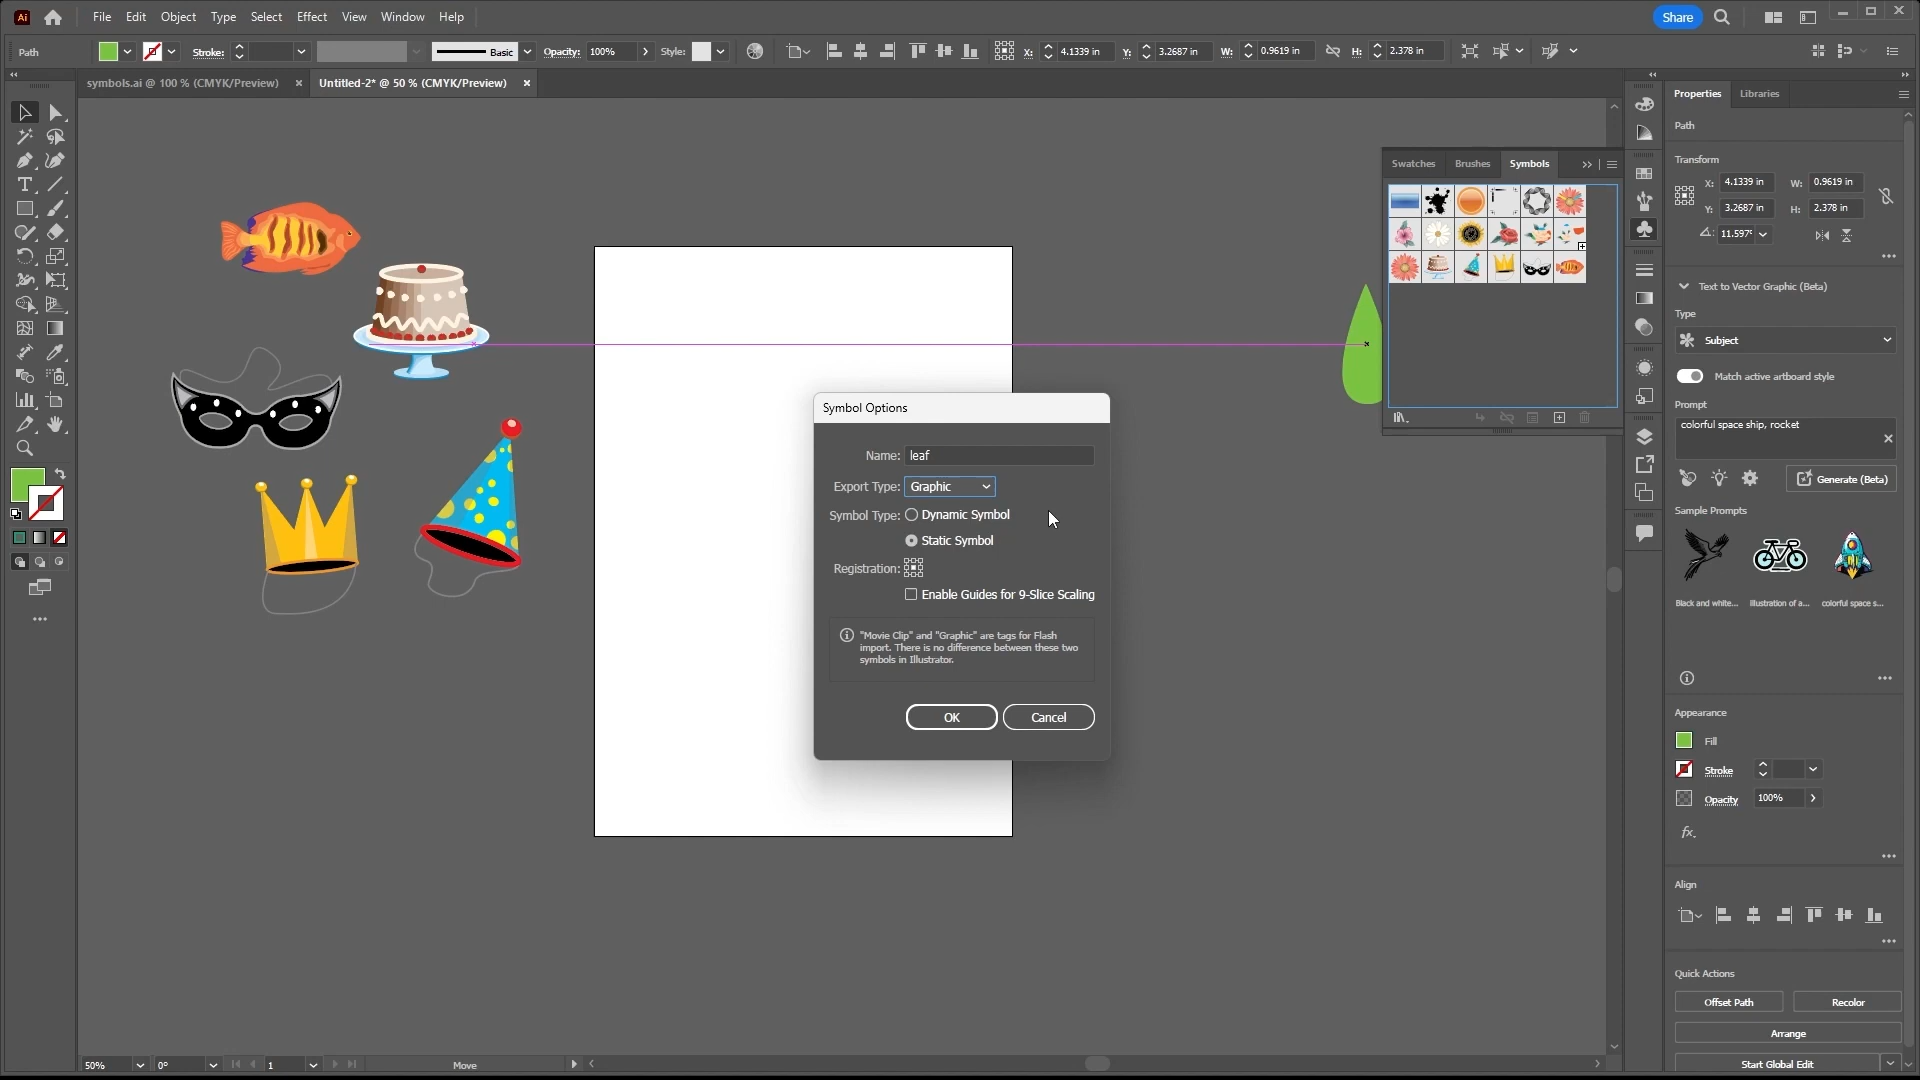 Ai
File Edit Object Type Select Effect View Window Help
Share
Path
Stroke:
Basic
Opacity: 100%
Style:
X: 4.1339 in Y: 3.2687 in W: 0.9619 in H: 2.378 in
symbols.ai @ 100 % (CMYK/Preview) × Untitled-2* @ 50 % (CMYK/Preview) ×
Properties Libraries
Path
Transform
X: 4.1339 in W: 0.9619 in
Y: 3.2687 in H: 2.378 in
11.597°
Swatches Brushes Symbols
Text to Vector Graphic (Beta)
Type
Subject
Match active artboard style
Prompt
colorful space ship, rocket
Generate (Beta)
Sample Prompts
Black and white... Illustration of a... colorful space s...
Symbol Options
Name: leaf
Export Type: Graphic
Symbol Type: Dynamic Symbol
Static Symbol
Registration:
Enable Guides for 9-Slice Scaling
"Movie Clip" and "Graphic" are tags for Flash
import. There is no difference between these two
symbols in Illustrator.
OK Cancel
Appearance
Fill
Stroke
Opacity 100%
fx.
Align
Quick Actions
Offset Path Recolor
Arrange
Start Global Edit
50% 0° 1 Move